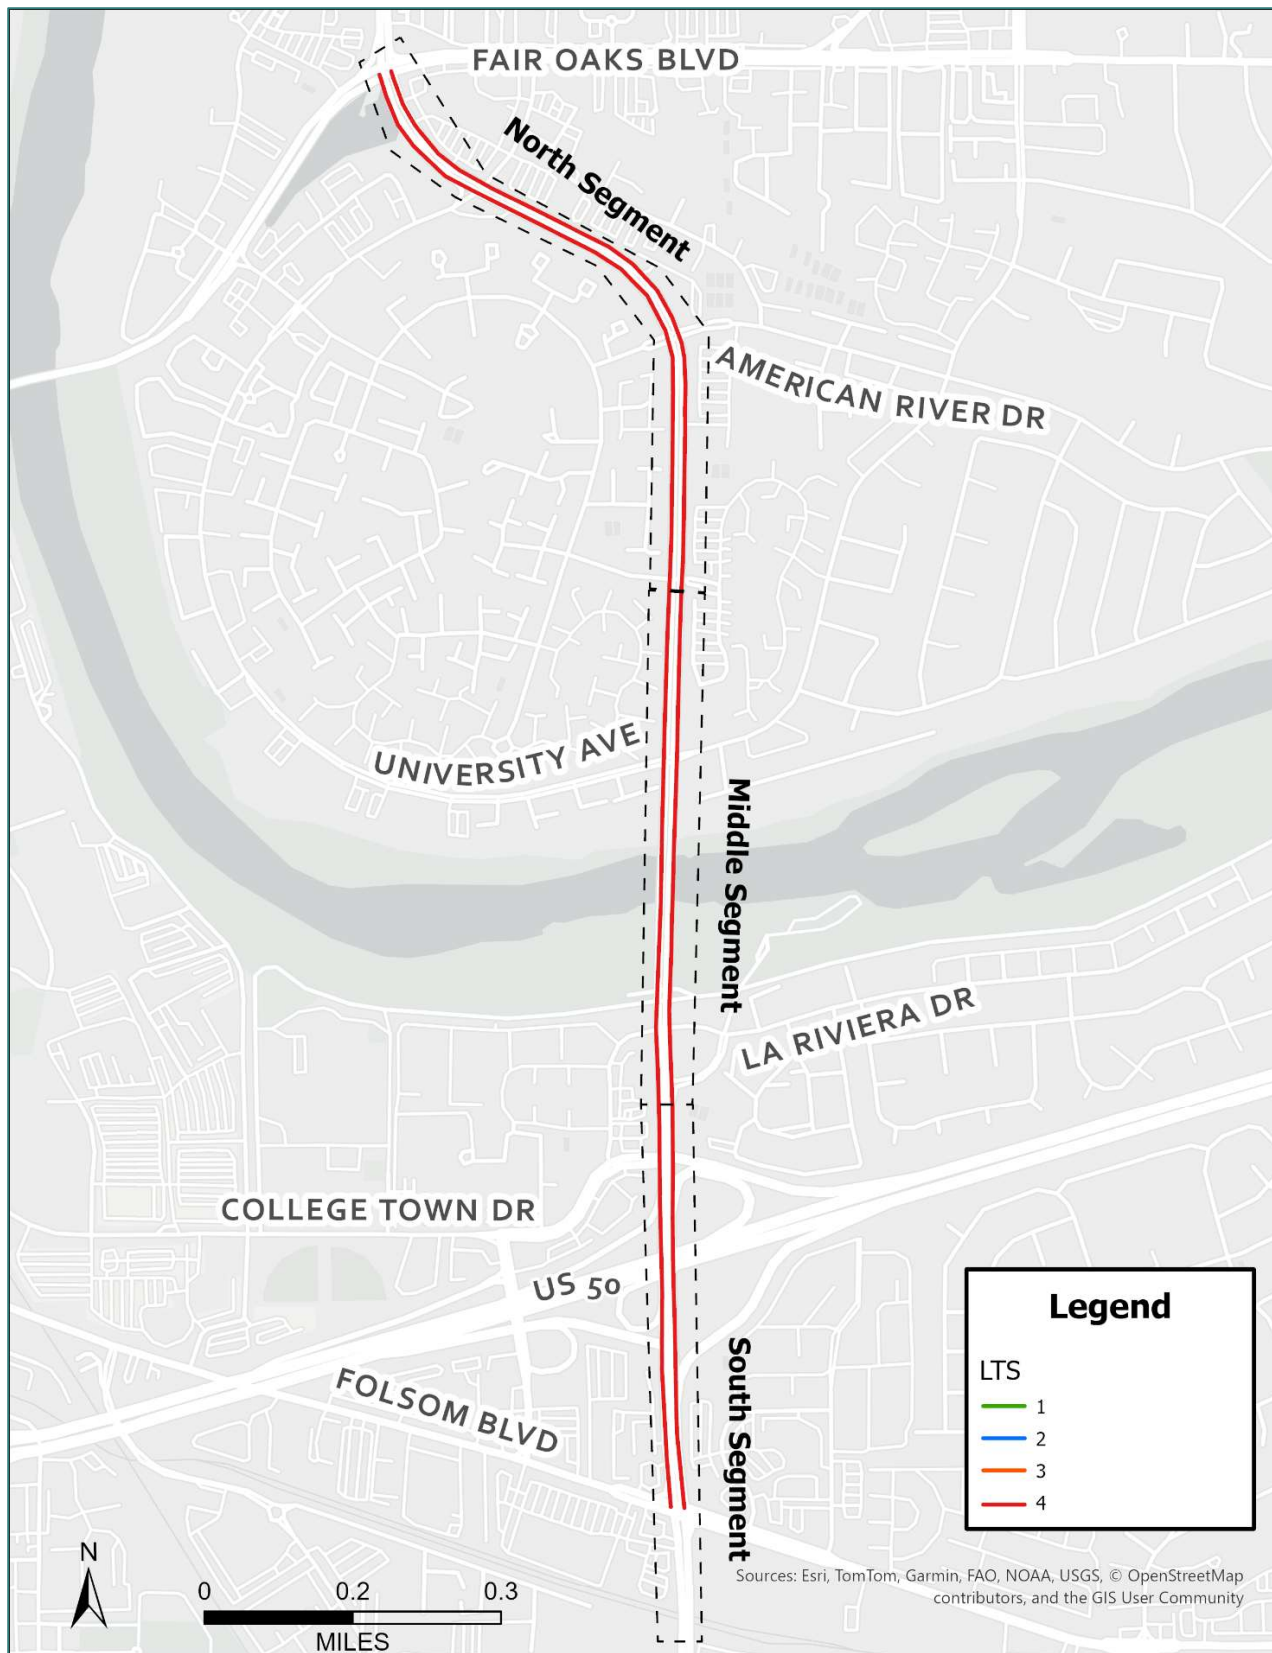 FAIR OAKS BLVD
North Segment
AMERICAN RIVER DR
UNIVERSITY AVE
Middle Segment
LA RIVIERA DR
COLLEGE TOWN DR
US 50
FOLSOM BLVD
South Segment
Legend
LTS
1
2
3
4
N
0 0.2 0.3
MILES
Sources: Esri, TomTom, Garmin, FAO, NOAA, USGS, © OpenStreetMap
contributors, and the GIS User Community